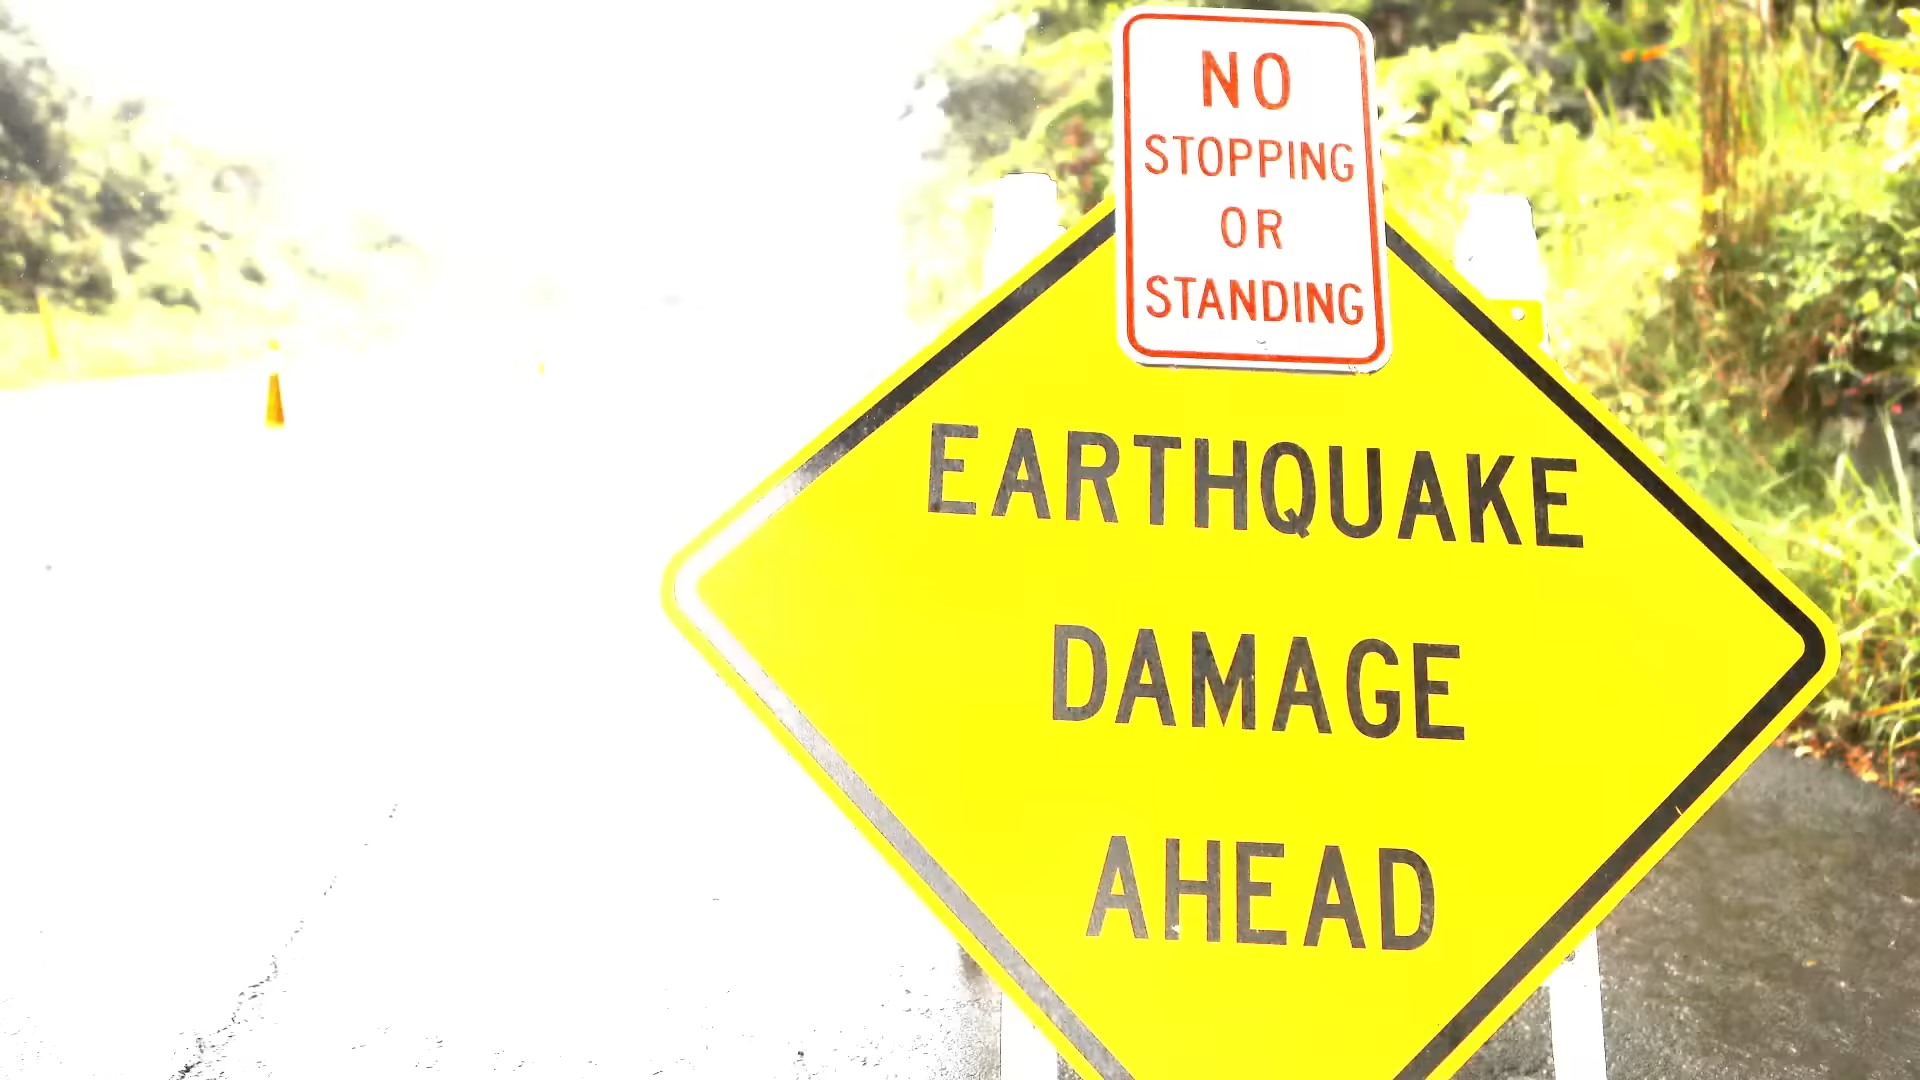 NO
STOPPING
OR
STANDING
EARTHQUAKE
DAMAGE
AHEAD